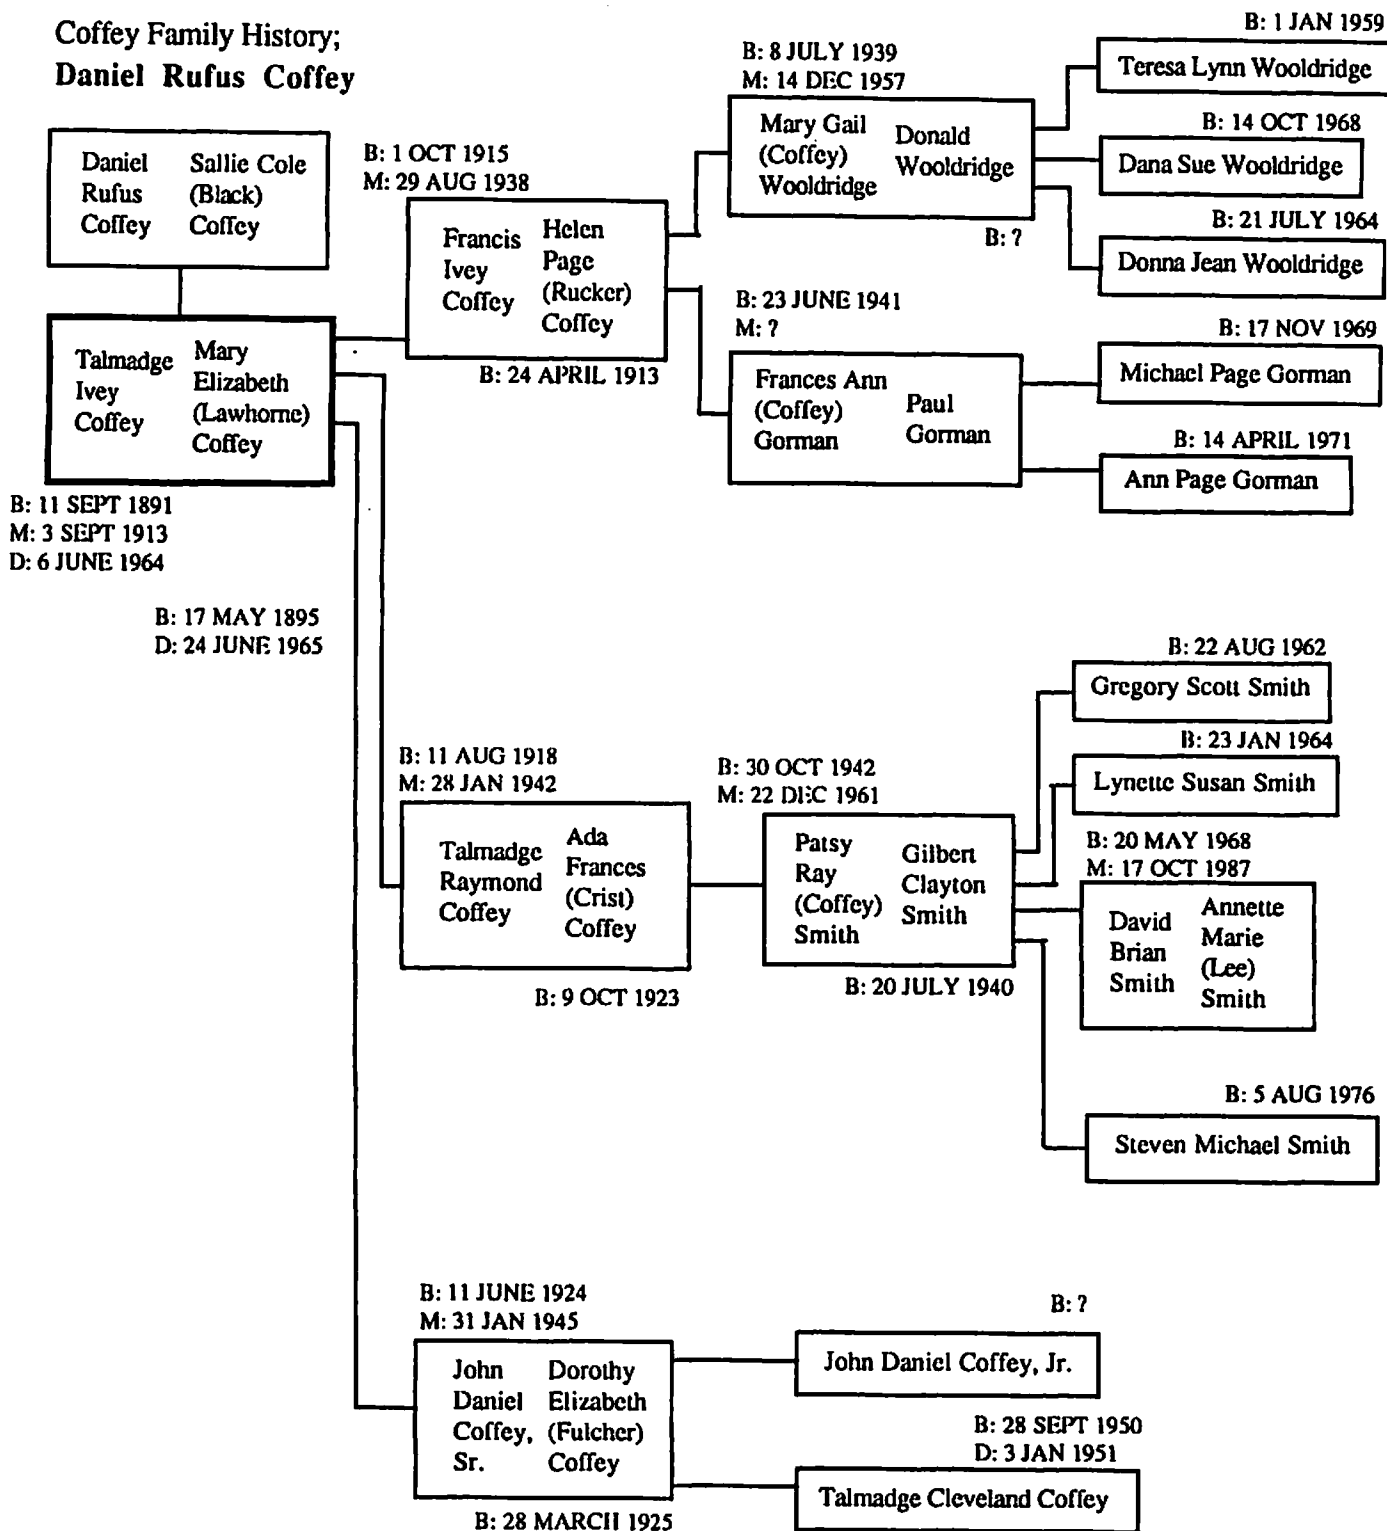 Coffey Family History;
Daniel Rufus Coffey
Daniel
Rufus
Coffey
Sallie Cole
(Black)
Coffey
Talmadge
Ivey
Coffey
Mary
Elizabeth
(Lawhorne)
Coffey
B: 11 SEPT 1891
M: 3 SEPT 1913
D: 6 JUNE 1964
B: 17 MAY 1895
D: 24 JUNE 1965
B: 1 OCT 1915
M: 29 AUG 1938
Francis
Ivey
Coffey
Helen
Page
(Rucker)
Coffey
B: 24 APRIL 1913
B: 8 JULY 1939
M: 14 DEC 1957
Mary Gail
(Coffey)
Wooldridge
Donald
Wooldridge
B: ?
B: 1 JAN 1959
Teresa Lynn Wooldridge
B: 14 OCT 1968
Dana Sue Wooldridge
B: 21 JULY 1964
Donna Jean Wooldridge
B: 23 JUNE 1941
M: ?
Frances Ann
(Coffey)
Gorman
Paul
Gorman
B: 17 NOV 1969
Michael Page Gorman
B: 14 APRIL 1971
Ann Page Gorman
B: 11 AUG 1918
M: 28 JAN 1942
Talmadge
Raymond
Coffey
Ada
Frances
(Crist)
Coffey
B: 9 OCT 1923
B: 30 OCT 1942
M: 22 DEC 1961
Patsy
Ray
(Coffey)
Smith
Gilbert
Clayton
Smith
B: 20 JULY 1940
B: 22 AUG 1962
Gregory Scott Smith
B: 23 JAN 1964
Lynette Susan Smith
B: 20 MAY 1968
M: 17 OCT 1987
David
Brian
Smith
Annette
Marie
(Lee)
Smith
B: 5 AUG 1976
Steven Michael Smith
B: 11 JUNE 1924
M: 31 JAN 1945
John
Daniel
Coffey,
Sr.
Dorothy
Elizabeth
(Fulcher)
Coffey
B: 28 MARCH 1925
B: ?
John Daniel Coffey, Jr.
B: 28 SEPT 1950
D: 3 JAN 1951
Talmadge Cleveland Coffey